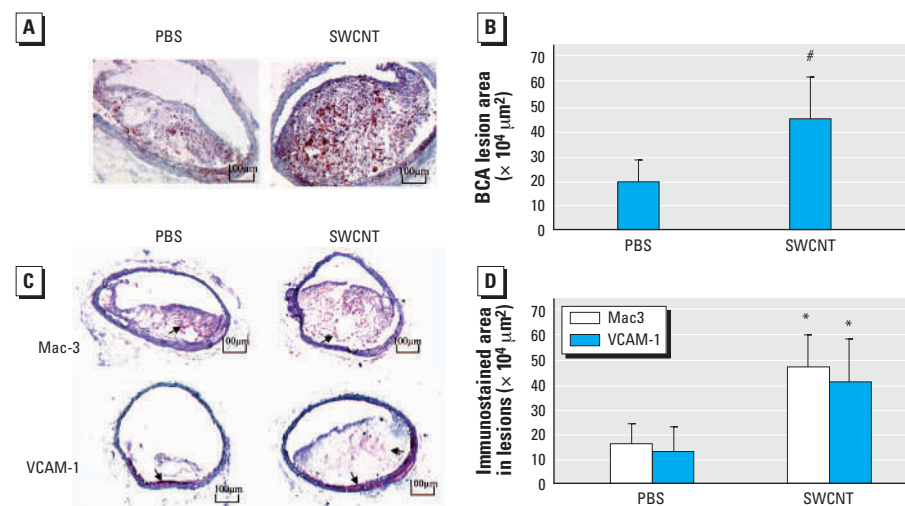 A
PBS
SWCNT
100µm
100µm
B
BCA lesion area
(× 10⁴ µm2)
70
60
50
40
30
20
10
0
#
PBS
SWCNT
C
PBS
SWCNT
Mac-3
00µm
100µm
VCAM-1
100µm
100µm
D
Immunostained area
in lesions (× 10⁴ µm2)
70
60
50
40
30
20
10
0
Mac3
VCAM-1
*
*
PBS
SWCNT